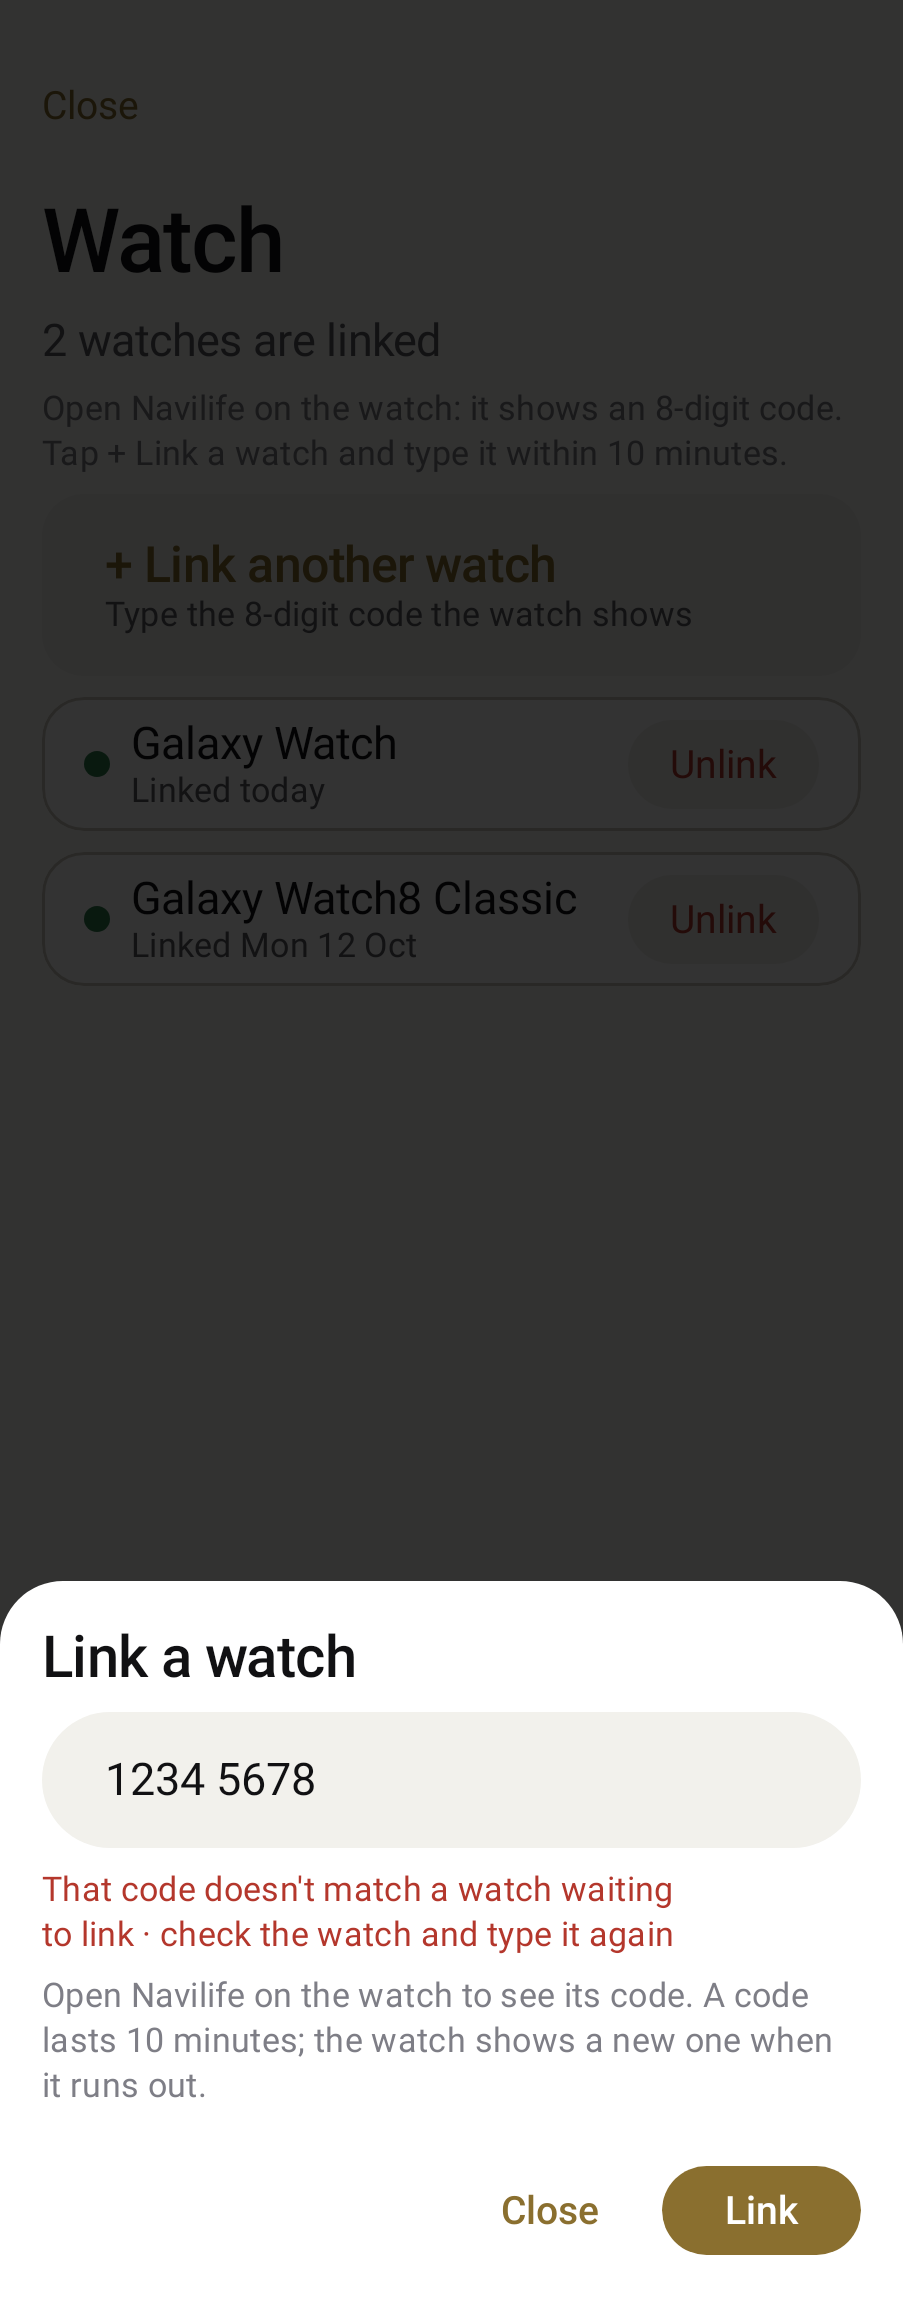 Close
Watch
2 watches are linked
Open Navilife on the watch: it shows an 8-digit code.
Tap + Link a watch and type it within 10 minutes.
+ Link another watch
Type the 8-digit code the watch shows
Galaxy Watch
Linked today
Unlink
Galaxy Watch8 Classic
Linked Mon 12 Oct
Unlink
Link a watch
1234 5678
That code doesn't match a watch waiting
to link · check the watch and type it again
Open Navilife on the watch to see its code. A code
lasts 10 minutes; the watch shows a new one when
it runs out.
Close
Link